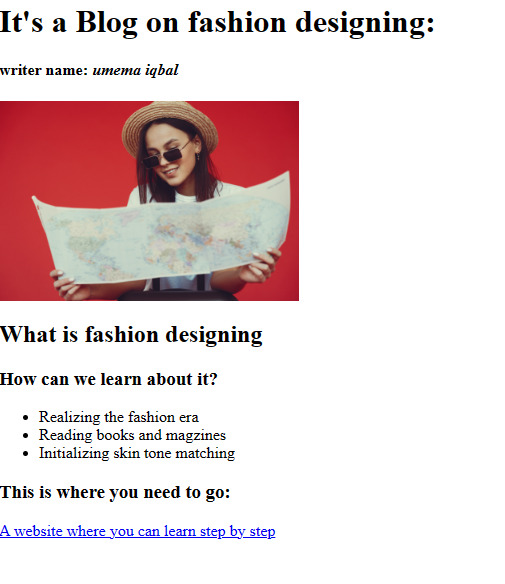 It's a Blog on fashion designing:
writer name: umema iqbal
What is fashion designing
How can we learn about it?
Realizing the fashion era
Reading books and magzines
Initializing skin tone matching
This is where you need to go:
A website where you can learn step by step